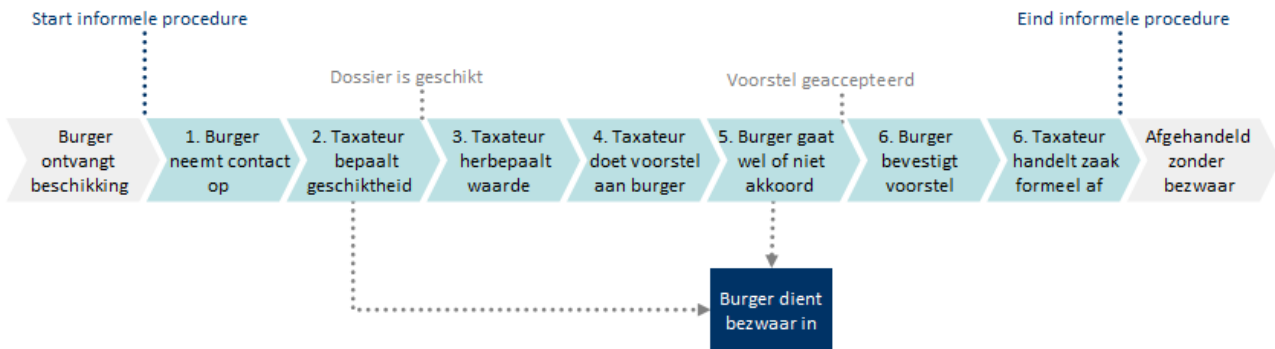 Start informele procedure
Eind informele procedure
Dossier is geschikt
Voorstel geaccepteerd
Burger
ontvangt
beschikking
1. Burger
neemt contact
op
2. Taxateur
bepaalt
geschiktheid
3. Taxateur
herbepaalt
waarde
4. Taxateur
doet voorstel
aan burger
5. Burger gaat
wel of niet
akkoord
6. Burger
bevestigt
voorstel
6. Taxateur
handelt zaak
formeel af
Afgehandeld
zonder
bezwaar
Burger dient
bezwaar in